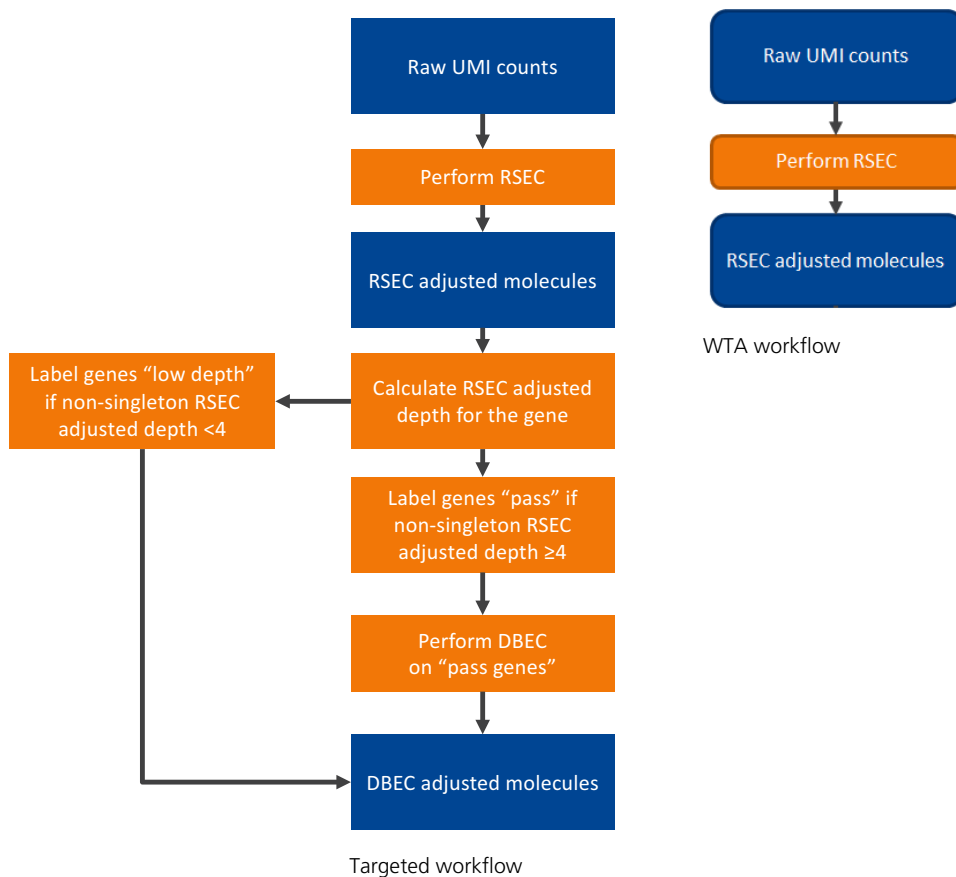 Raw UMI counts
Perform RSEC
RSEC adjusted molecules
Label genes “low depth”
if non-singleton RSEC
adjusted depth <4
Calculate RSEC adjusted
depth for the gene
Label genes “pass” if
non-singleton RSEC
adjusted depth ≥4
Perform DBEC
on “pass genes”
DBEC adjusted molecules
Targeted workflow
Raw UMI counts
Perform RSEC
RSEC adjusted molecules
WTA workflow